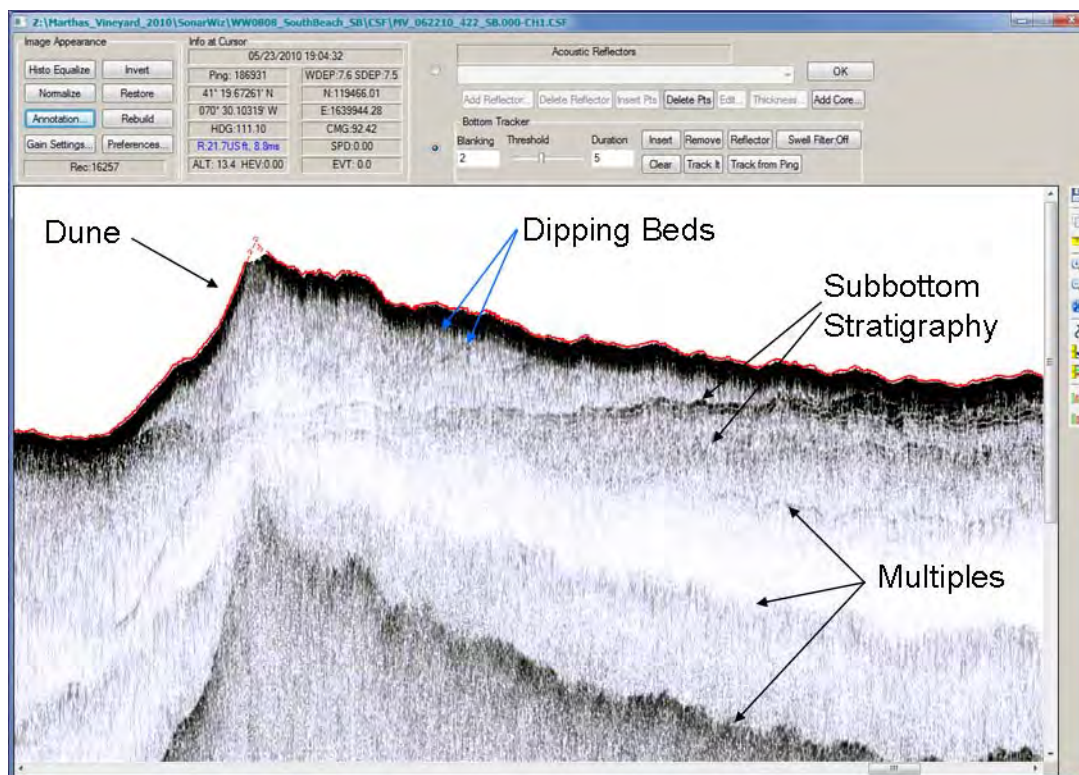 Z:\Marthas_Vineyard_2010\SonarWiz\WW0808_SouthBeach_SB\CSF\MV_062210_422_SB.000-CH1.CSF
Image Appearance
Histo Equalize Invert
Normalize Restore
Annotation... Rebuild
Gain Settings... Preferences...
Rec:16257
Info at Cursor
05/23/2010 19:04:32
Ping: 186931 WDEP:7.6 SDEP:7.5
41° 19.67261' N N:119466.01
070° 30.10319' W E:1639944.28
HDG:111.10 CMG:92.42
R:21.7US ft, 8.8ms SPD:0.00
ALT: 13.4 HEV:0.00 EVT: 0.0
Acoustic Reflectors
OK
Add Reflector... Delete Reflector Insert Pts Delete Pts Edit... Thickness... Add Core...
Bottom Tracker
Blanking Threshold Duration Insert Remove Reflector Swell Filter:Off
2 5 Clear Track It Track from Ping
Dune
Dipping Beds
Subbottom
Stratigraphy
Multiples